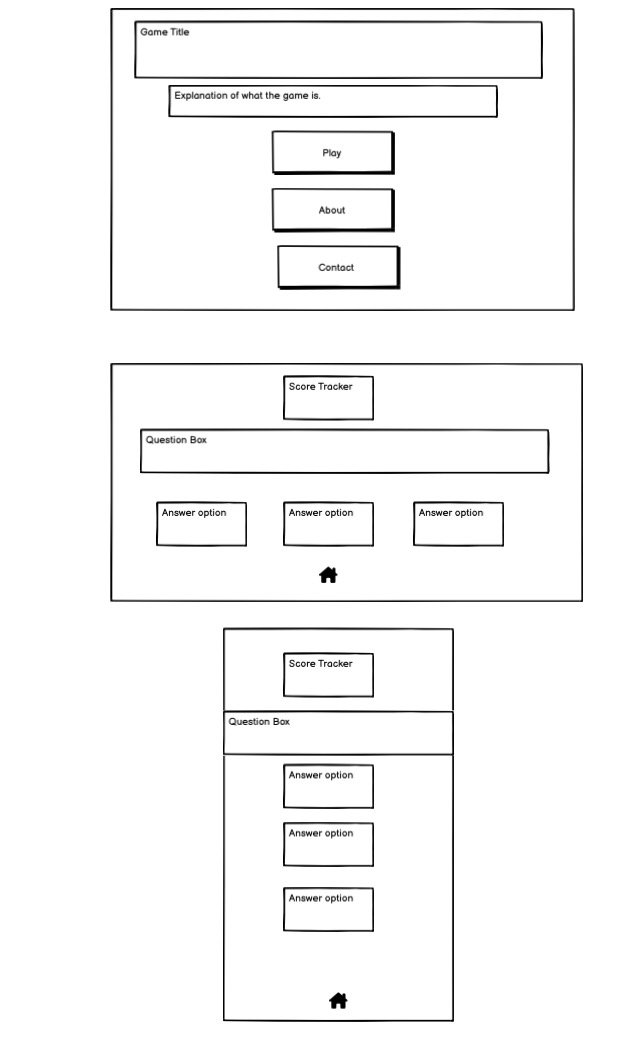 Game Title
Explanation of what the game is.
Play
About
Contact
Score Tracker
Question Box
Answer option
Answer option
Answer option
Score Tracker
Question Box
Answer option
Answer option
Answer option